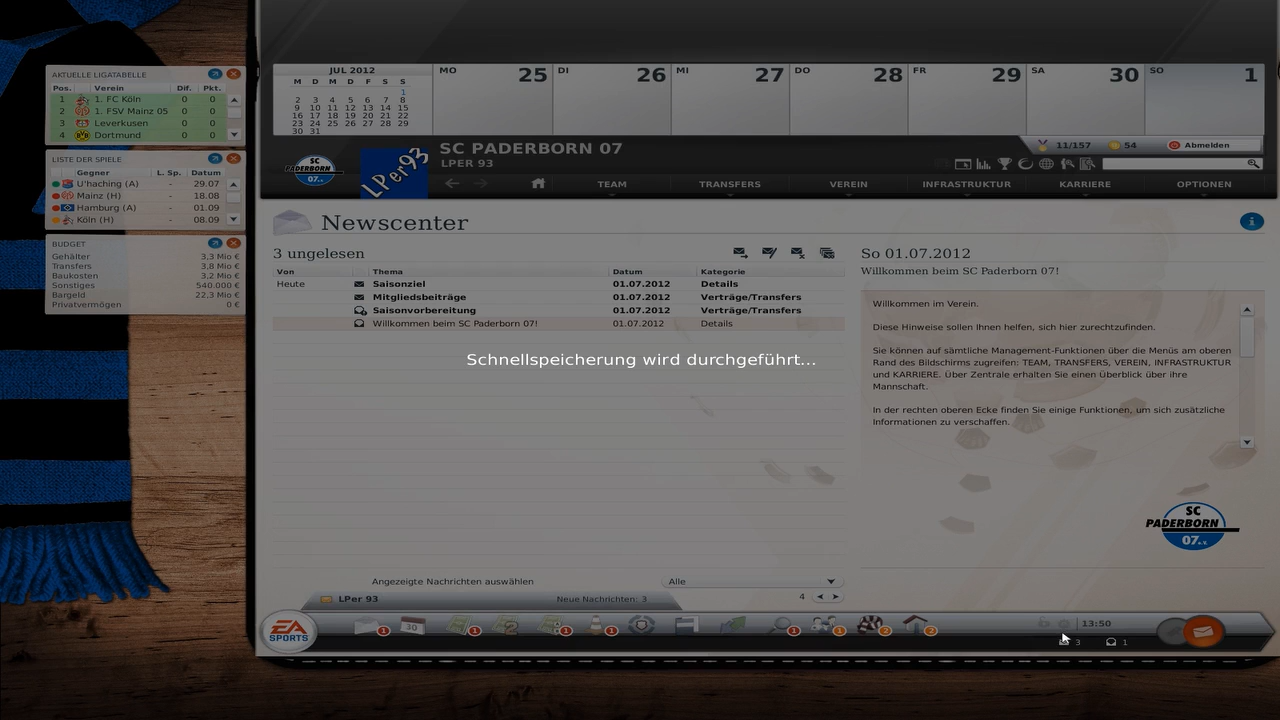 AKTUELLE LIGATABELLE
Pos. Verein Dif. Pkt.
1 1. FC Köln 0 0
2 1. FSV Mainz 05 0 0
3 Leverkusen 0 0
4 Dortmund 0 0
LISTE DER SPIELE
Gegner L. Sp. Datum
U'haching (A) - 29.07
Mainz (H) - 18.08
Hamburg (A) - 01.09
Köln (H) - 08.09
BUDGET
Gehälter 3,3 Mio €
Transfers 3,8 Mio €
Baukosten 3,2 Mio €
Sonstiges 540.000 €
Bargeld 22,3 Mio €
Privatvermögen 0 €
JUL 2012
M D M D F S S
1
2 3 4 5 6 7 8
9 10 11 12 13 14 15
16 17 18 19 20 21 22
23 24 25 26 27 28 29
30 31
MO 25 DI 26 MI 27 DO 28 FR 29 SA 30 SO 1
SC PADERBORN 07
LPER 93
SC
PADERBORN
07 e.V.
LPer93
11/157 54 Abmelden
TEAM TRANSFERS VEREIN INFRASTRUKTUR KARRIERE OPTIONEN
Newscenter
3 ungelesen
Von Thema Datum Kategorie
Heute Saisonziel 01.07.2012 Details
Mitgliedsbeiträge 01.07.2012 Verträge/Transfers
Saisonvorbereitung 01.07.2012 Verträge/Transfers
Willkommen beim SC Paderborn 07! 01.07.2012 Details
Schnellspeicherung wird durchgeführt...
So 01.07.2012
Willkommen beim SC Paderborn 07!
Willkommen im Verein.
Diese Hinweise sollen Ihnen helfen, sich hier zurechtzufinden.
Sie können auf sämtliche Management-Funktionen über die Menüs am oberen
Rand des Bildschirms zugreifen: TEAM, TRANSFERS, VEREIN, INFRASTRUKTUR
und KARRIERE. Über Zentrale erhalten Sie einen Überblick über ihre
Mannschaft.
In der rechten oberen Ecke finden Sie einige Funktionen, um sich zusätzliche
Informationen zu verschaffen.
SC
PADERBORN
07 e.V.
Angezeigte Nachrichten auswählen Alle
LPer 93 Neue Nachrichten: 3
4
EA
SPORTS
1 30 1 1 1 1 1 2 2
13:50
3 1